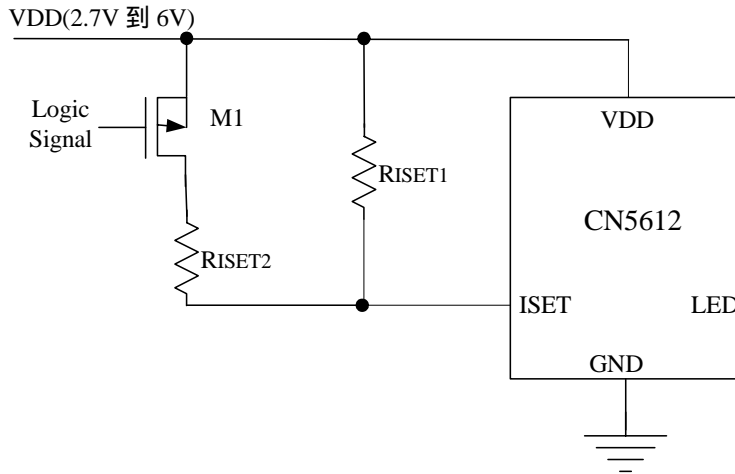 VDD(2.7V 到 6V)
Logic
Signal
M1
RISET1
RISET2
VDD
CN5612
ISET
LED
GND